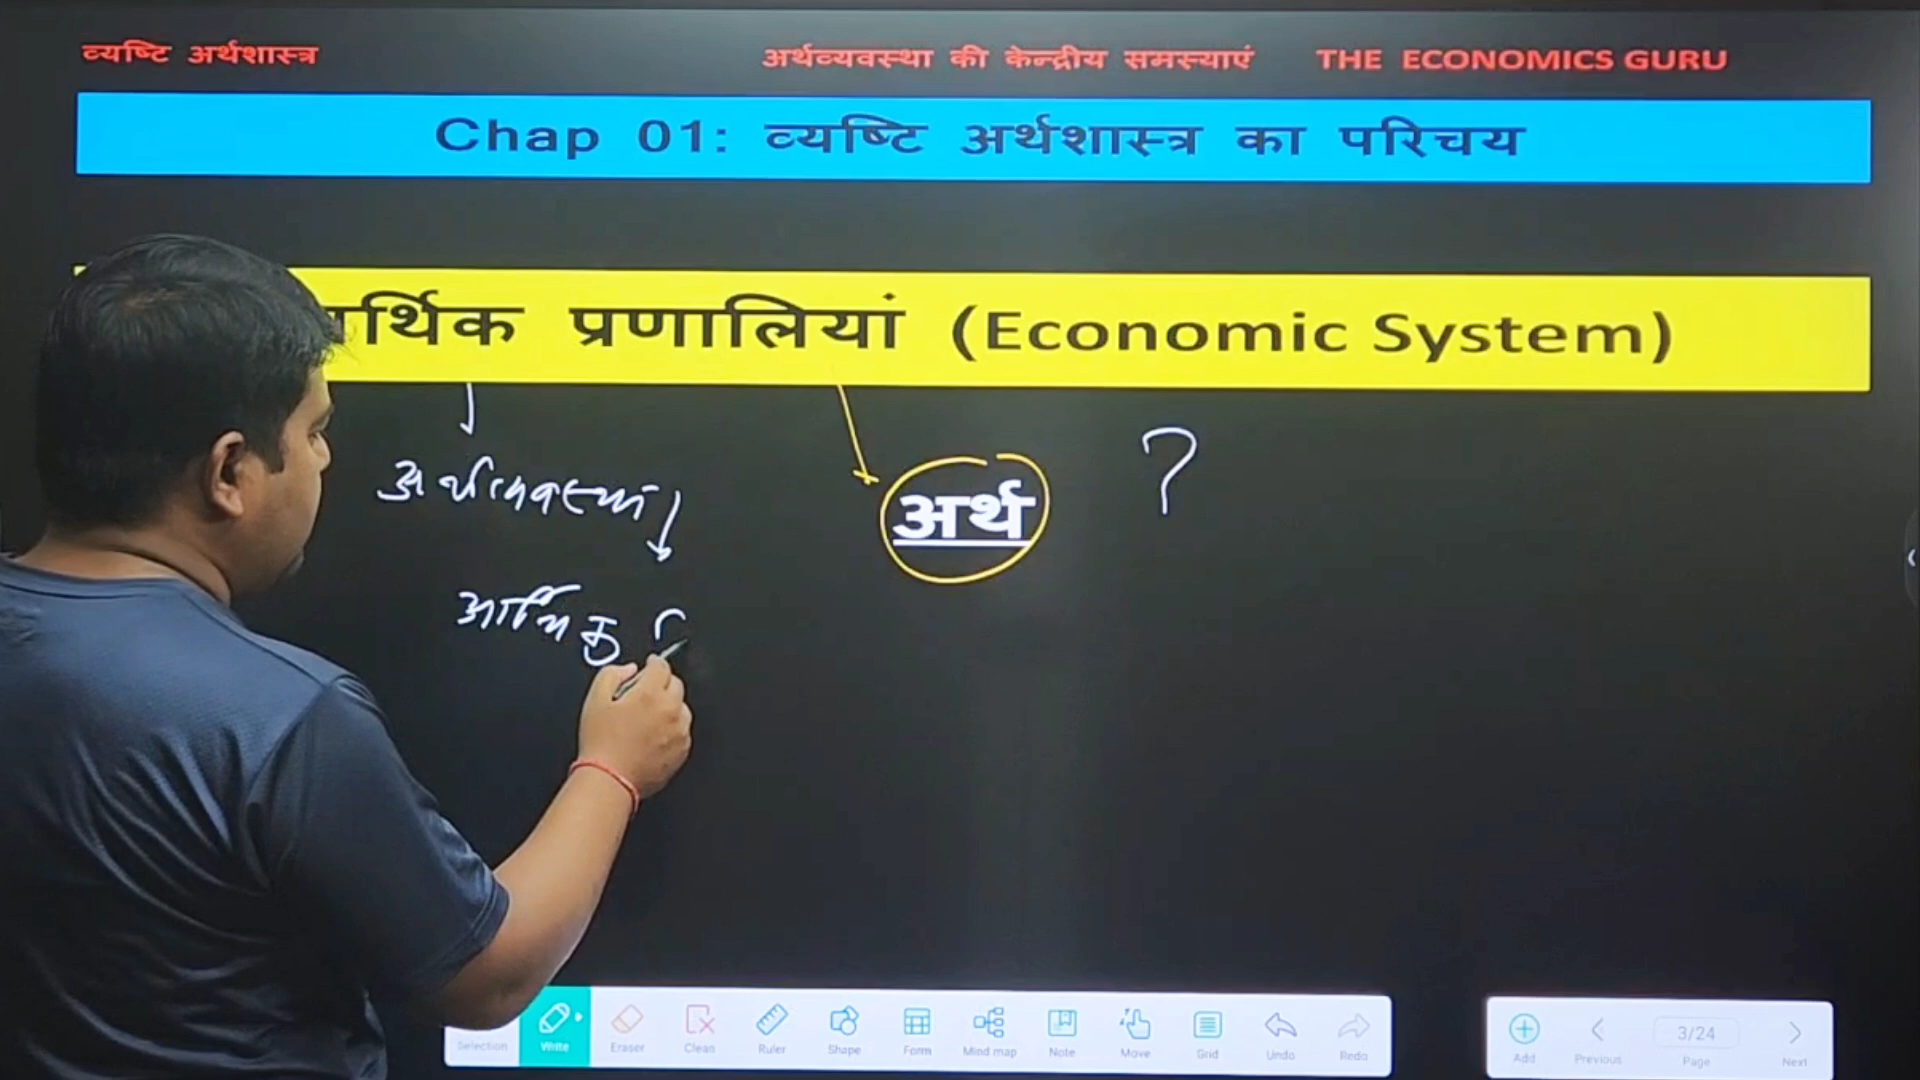 व्यष्टि अर्थशास्त्र अर्थव्यवस्था की केन्द्रीय समस्याएं THE ECONOMICS GURU
Chap 01: व्यष्टि अर्थशास्त्र का परिचय
र्थिक प्रणालियां (Economic System)
?
अर्थव्यवस्था
अर्थ
आर्थिक
Selection Write Eraser Clean Ruler Shape Form Mind map Note Move Grid Undo Redo
Add Previous 3/24 Page Next